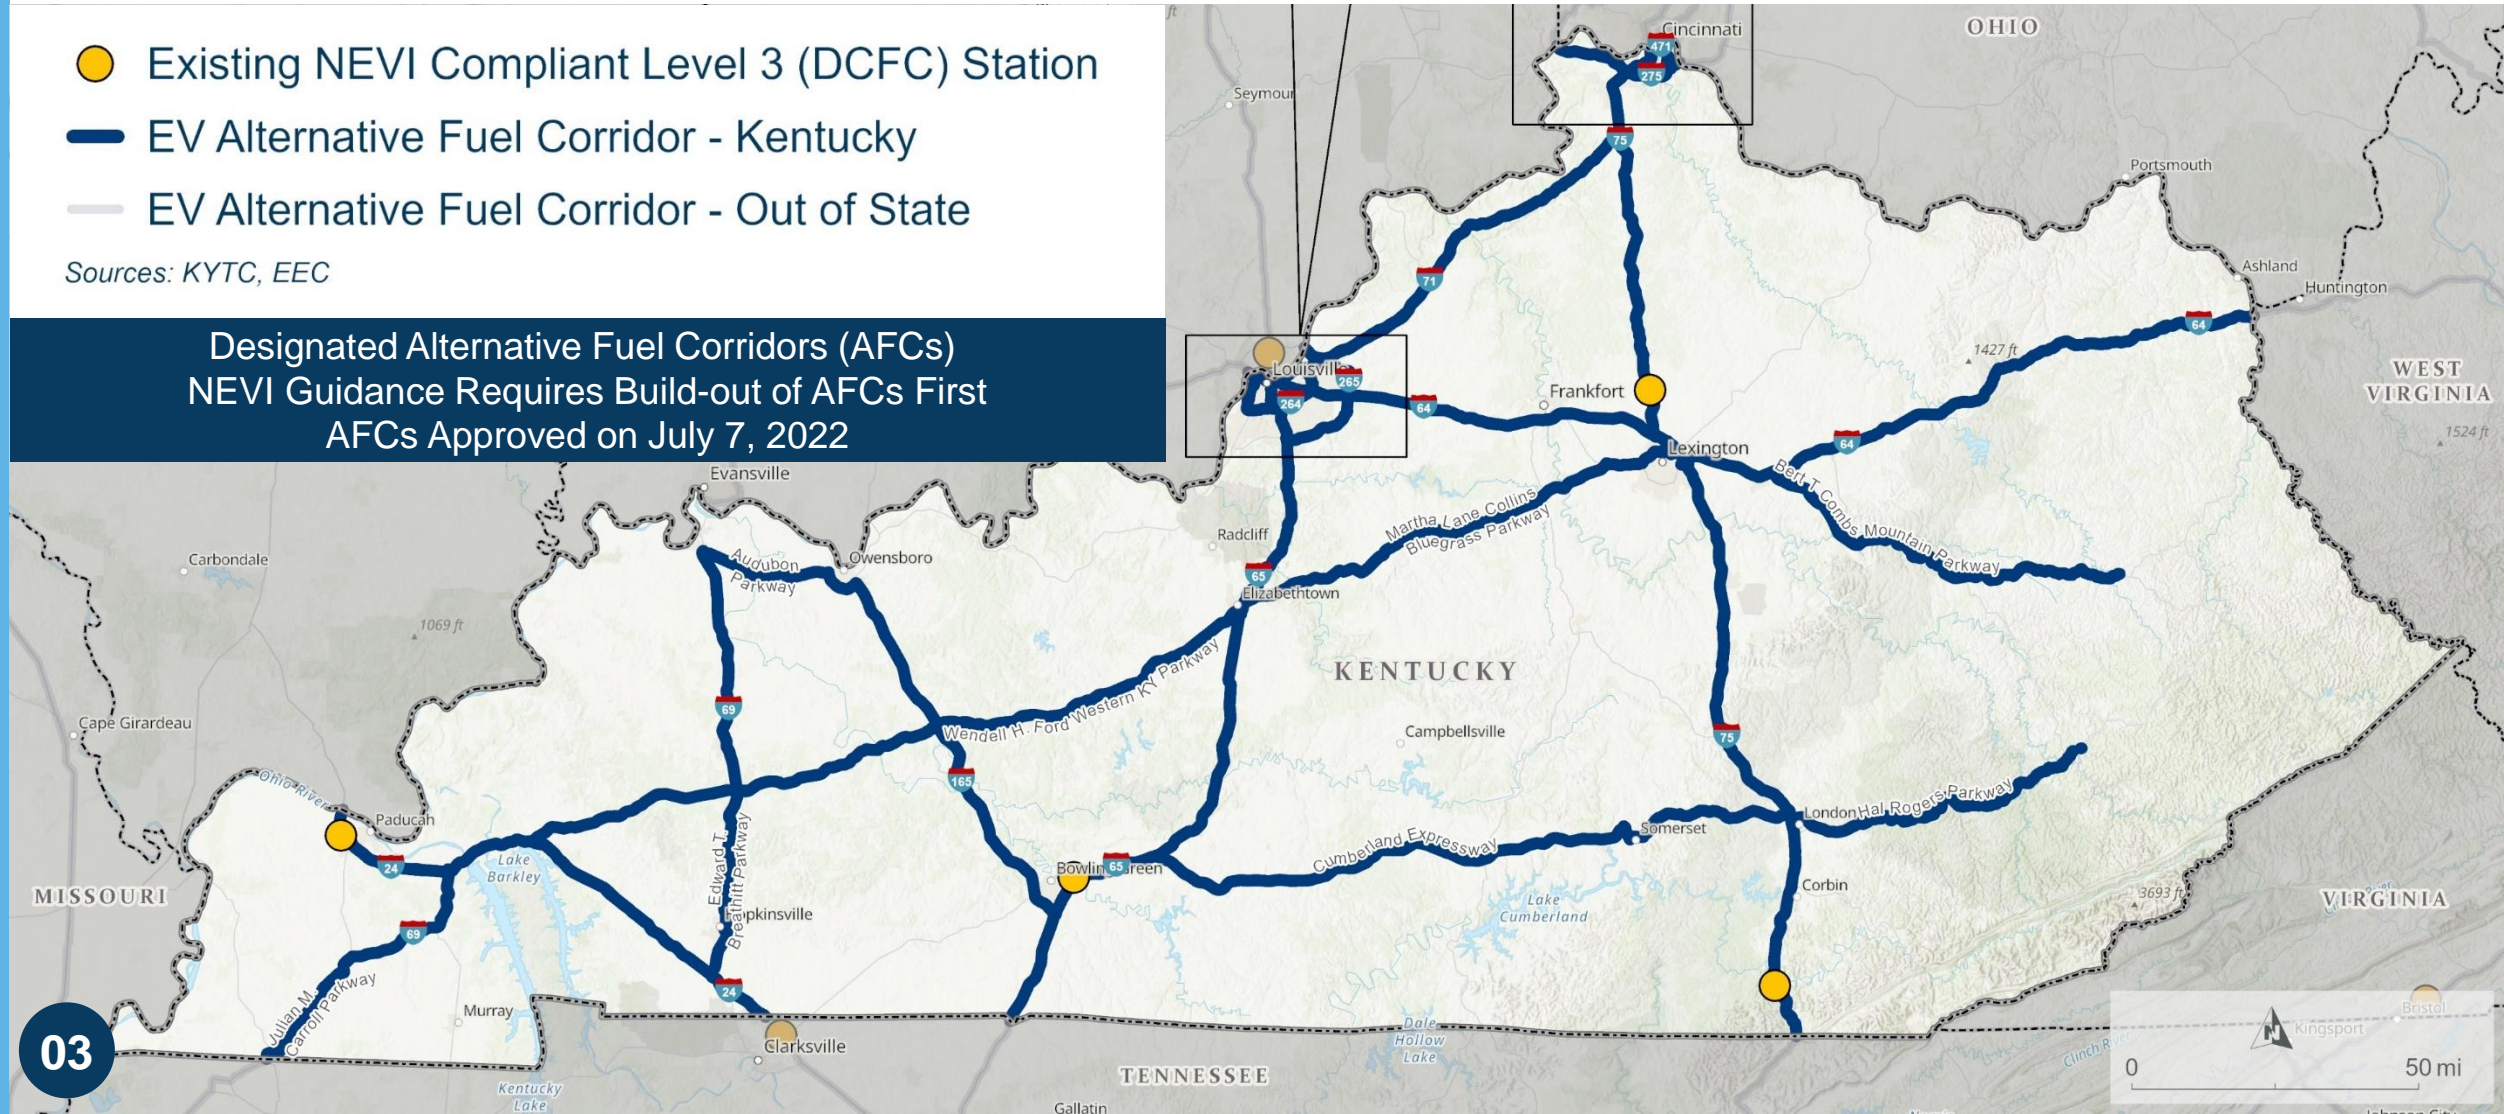 Existing NEVI Compliant Level 3 (DCFC) Station
EV Alternative Fuel Corridor - Kentucky
EV Alternative Fuel Corridor - Out of State
Sources: KYTC, EEC
Designated Alternative Fuel Corridors (AFCs)
NEVI Guidance Requires Build-out of AFCs First
AFCs Approved on July 7, 2022
ft
Seymour
Cincinnati
471
275
OHIO
75
Portsmouth
Ashland
Huntington
71
64
1427 ft
WEST
VIRGINIA
1524 ft
Louisville
265
264
64
Frankfort
Lexington
64
Evansville
Radcliff
Martha Lane Collins
Bluegrass Parkway
Bert T Combs Mountain Parkway
Carbondale
Audubon
Parkway
Owensboro
65
Elizabethtown
1069 ft
KENTUCKY
Wendell H. Ford Western KY Parkway
69
Cape Girardeau
Campbellsville
75
165
Ohio River
Paducah
London
Hal Rogers Parkway
Somerset
Cumberland Expressway
24
Lake
Barkley
Edward T.
Breathitt Parkway
Bowling Green
65
Corbin
MISSOURI
Hopkinsville
Lake
Cumberland
3693 ft
VIRGINIA
69
Julian M.
Carroll Parkway
Murray
24
Clarksville
Dale
Hollow
Lake
Bristol
Kingsport
N
Clinch River
0
50 mi
03
TENNESSEE
Kentucky
Lake
Gallatin
Johnson City